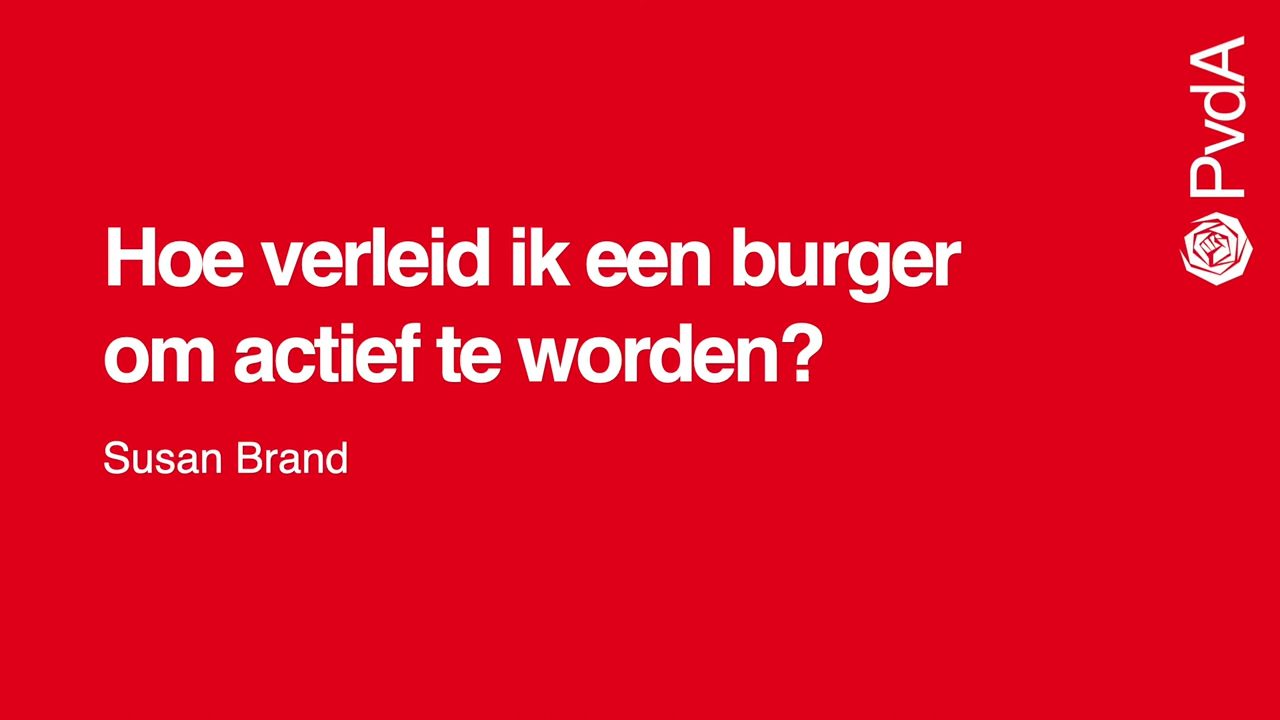 Hoe verleid ik een burger
om actief te worden?
Susan Brand
PvdA